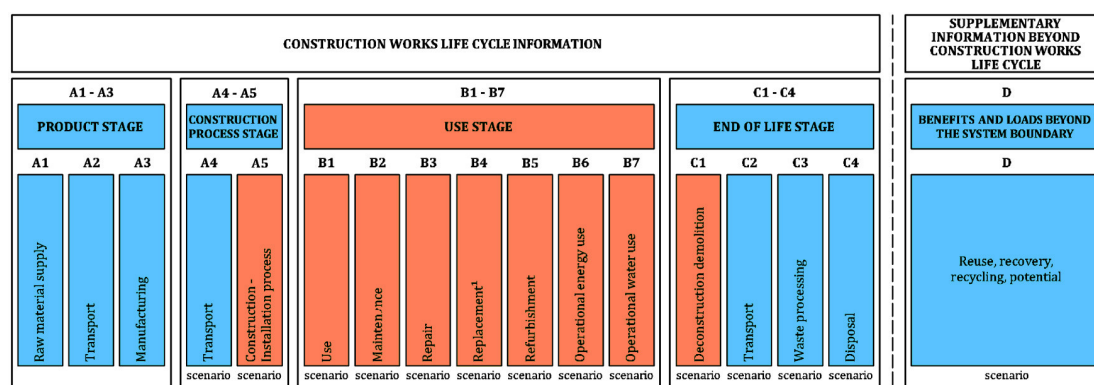 CONSTRUCTION WORKS LIFE CYCLE INFORMATION
SUPPLEMENTARY
INFORMATION BEYOND
CONSTRUCTION WORKS
LIFE CYCLE
A1 - A3
PRODUCT STAGE
A1
A2
A3
Raw material supply
Transport
Manufacturing
A4 - A5
CONSTRUCTION
PROCESS STAGE
A4
A5
Transport
Construction -
Installation process
scenario
scenario
B1 - B7
USE STAGE
B1
B2
B3
B4
B5
B6
B7
Use
Maintenance
Repair
Replacement¹
Refurbishment
Operational energy use
Operational water use
scenario
scenario
scenario
scenario
scenario
scenario
scenario
C1 - C4
END OF LIFE STAGE
C1
C2
C3
C4
Deconstruction demolition
Transport
Waste processing
Disposal
scenario
scenario
scenario
scenario
D
BENEFITS AND LOADS BEYOND
THE SYSTEM BOUNDARY
D
Reuse, recovery,
recycling, potential
scenario